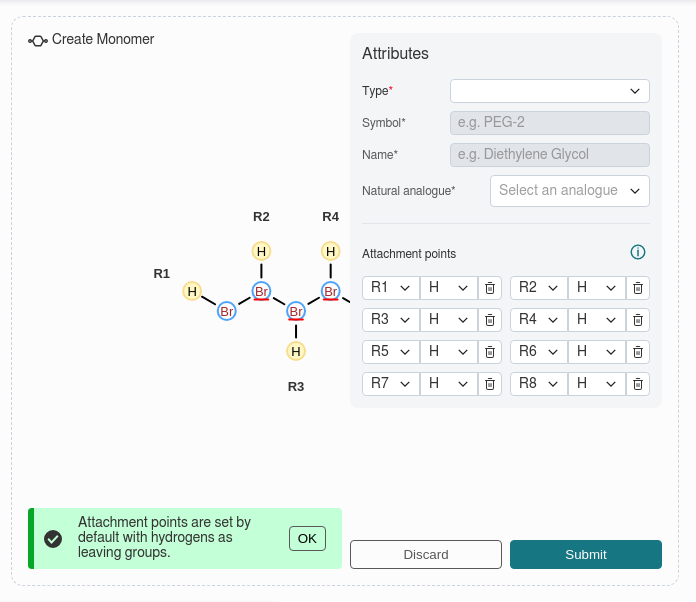 Create Monomer
Attributes
Type*
Symbol* e.g. PEG-2
Name* e.g. Diethylene Glycol
Natural analogue* Select an analogue
R2 R4
H H
R1
H Br Br Br Br
H
R3
Attachment points
R1 H R2 H
R3 H R4 H
R5 H R6 H
R7 H R8 H
Attachment points are set by
default with hydrogens as
leaving groups.
OK
Discard Submit